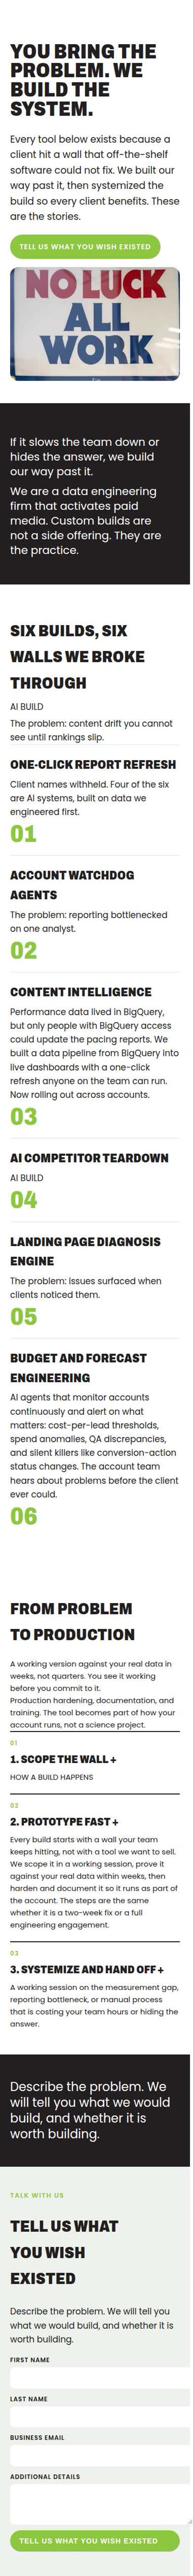 YOU BRING THE
PROBLEM. WE
BUILD THE
SYSTEM.
Every tool below exists because a
client hit a wall that off-the-shelf
software could not fix. We built our
way past it, then systemized the
build so every client benefits. These
are the stories.
TELL US WHAT YOU WISH EXISTED
NO LUCK
ALL
WORK
If it slows the team down or
hides the answer, we build
our way past it.
We are a data engineering
firm that activates paid
media. Custom builds are
not a side offering. They are
the practice.
SIX BUILDS, SIX
WALLS WE BROKE
THROUGH
AI BUILD
The problem: content drift you cannot
see until rankings slip.
ONE-CLICK REPORT REFRESH
Client names withheld. Four of the six
are AI systems, built on data we
engineered first.
01
ACCOUNT WATCHDOG
AGENTS
The problem: reporting bottlenecked
on one analyst.
02
CONTENT INTELLIGENCE
Performance data lived in BigQuery,
but only people with BigQuery access
could update the pacing reports. We
built a data pipeline from BigQuery into
live dashboards with a one-click
refresh anyone on the team can run.
Now rolling out across accounts.
03
AI COMPETITOR TEARDOWN
AI BUILD
04
LANDING PAGE DIAGNOSIS
ENGINE
The problem: issues surfaced when
clients noticed them.
05
BUDGET AND FORECAST
ENGINEERING
AI agents that monitor accounts
continuously and alert on what
matters: cost-per-lead thresholds,
spend anomalies, QA discrepancies,
and silent killers like conversion-action
status changes. The account team
hears about problems before the client
ever could.
06
FROM PROBLEM
TO PRODUCTION
A working version against your real data in
weeks, not quarters. You see it working
before you commit to it.
Production hardening, documentation, and
training. The tool becomes part of how your
account runs, not a science project.
01
1. SCOPE THE WALL +
HOW A BUILD HAPPENS
02
2. PROTOTYPE FAST +
Every build starts with a wall your team
keeps hitting, not with a tool we want to sell.
We scope it in a working session, prove it
against your real data within weeks, then
harden and document it so it runs as part of
the account. The steps are the same
whether it is a two-week fix or a full
engineering engagement.
03
3. SYSTEMIZE AND HAND OFF +
A working session on the measurement gap,
reporting bottleneck, or manual process
that is costing your team hours or hiding the
answer.
Describe the problem. We
will tell you what we would
build, and whether it is
worth building.
TALK WITH US
TELL US WHAT
YOU WISH
EXISTED
Describe the problem. We will tell you
what we would build, and whether it is
worth building.
FIRST NAME
LAST NAME
BUSINESS EMAIL
ADDITIONAL DETAILS
TELL US WHAT YOU WISH EXISTED